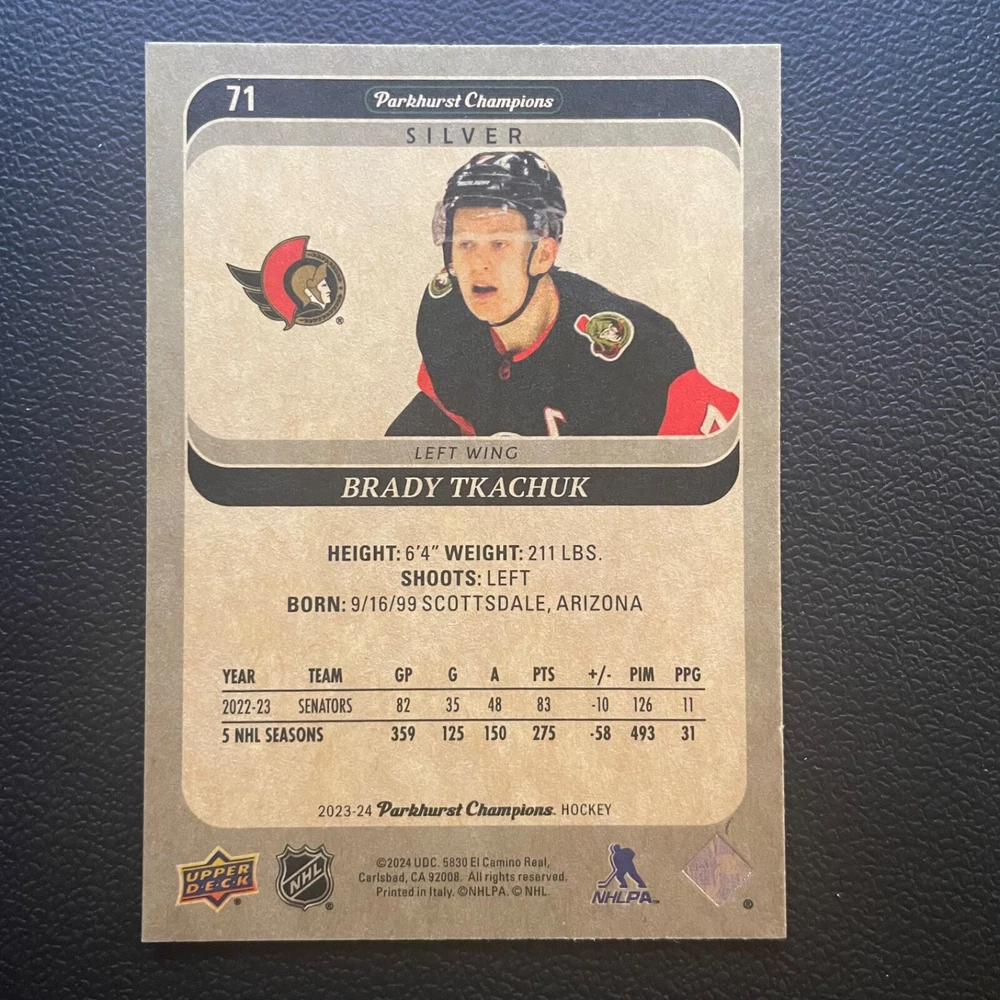 71
Parkhurst Champions
SILVER
LEFT WING
BRADY TKACHUK
HEIGHT: 6'4" WEIGHT: 211 LBS.
SHOOTS: LEFT
BORN: 9/16/99 SCOTTSDALE, ARIZONA
YEAR TEAM GP G A PTS +/- PIM PPG
2022-23 SENATORS 82 35 48 83 -10 126 11
5 NHL SEASONS 359 125 150 275 -58 493 31
2023-24 Parkhurst Champions™ HOCKEY
UPPER DECK ®
NHL ®
©2024 UDC. 5830 El Camino Real,
Carlsbad, CA 92008. All rights reserved.
Printed in Italy. ©NHLPA. © NHL.
NHLPA™
®